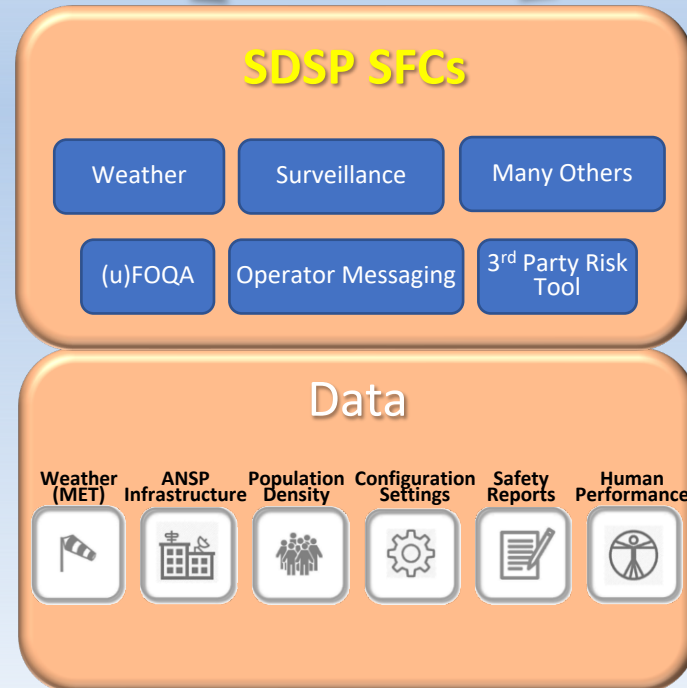 SDSP SFCs
Weather
Surveillance
Many Others
(u)FOQA
Operator Messaging
3rd Party Risk
Tool
Data
Weather
(MET)
ANSP
Infrastructure
Population
Density
Configuration
Settings
Safety
Reports
Human
Performance